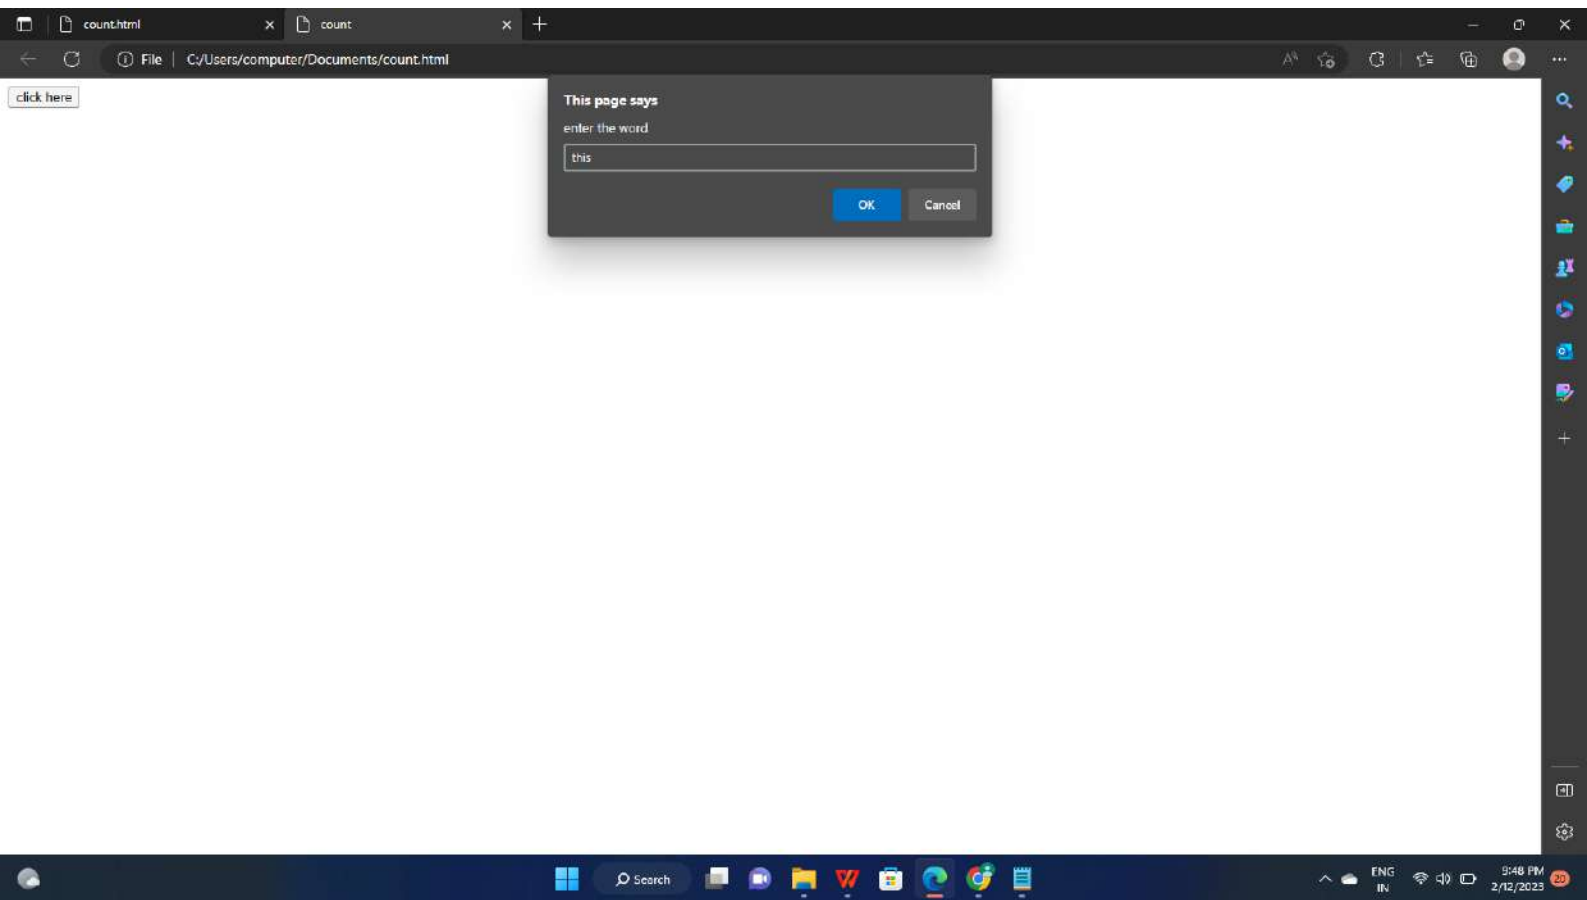 count.html
count
File | C:/Users/computer/Documents/count.html
click here
This page says
enter the word
this
OK
Cancel
Search
ENG
IN
9:48 PM
2/12/2023
20